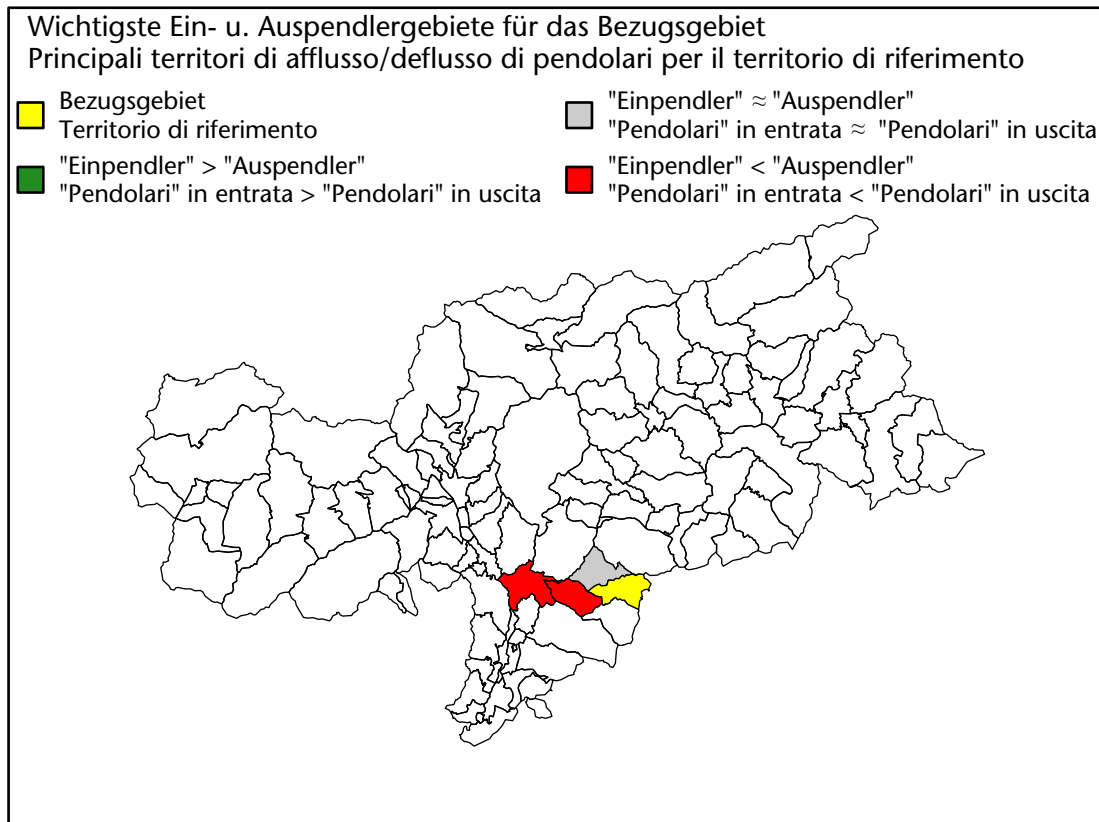 Wichtigste Ein- u. Auspendlergebiete für das Bezugsgebiet
Principali territori di afflusso/deflusso di pendolari per il territorio di riferimento
Bezugsgebiet
Territorio di riferimento
"Einpendler" > "Auspendler"
"Pendolari" in entrata > "Pendolari" in uscita
"Einpendler" ≈ "Auspendler"
"Pendolari" in entrata ≈ "Pendolari" in uscita
"Einpendler" < "Auspendler"
"Pendolari" in entrata < "Pendolari" in uscita